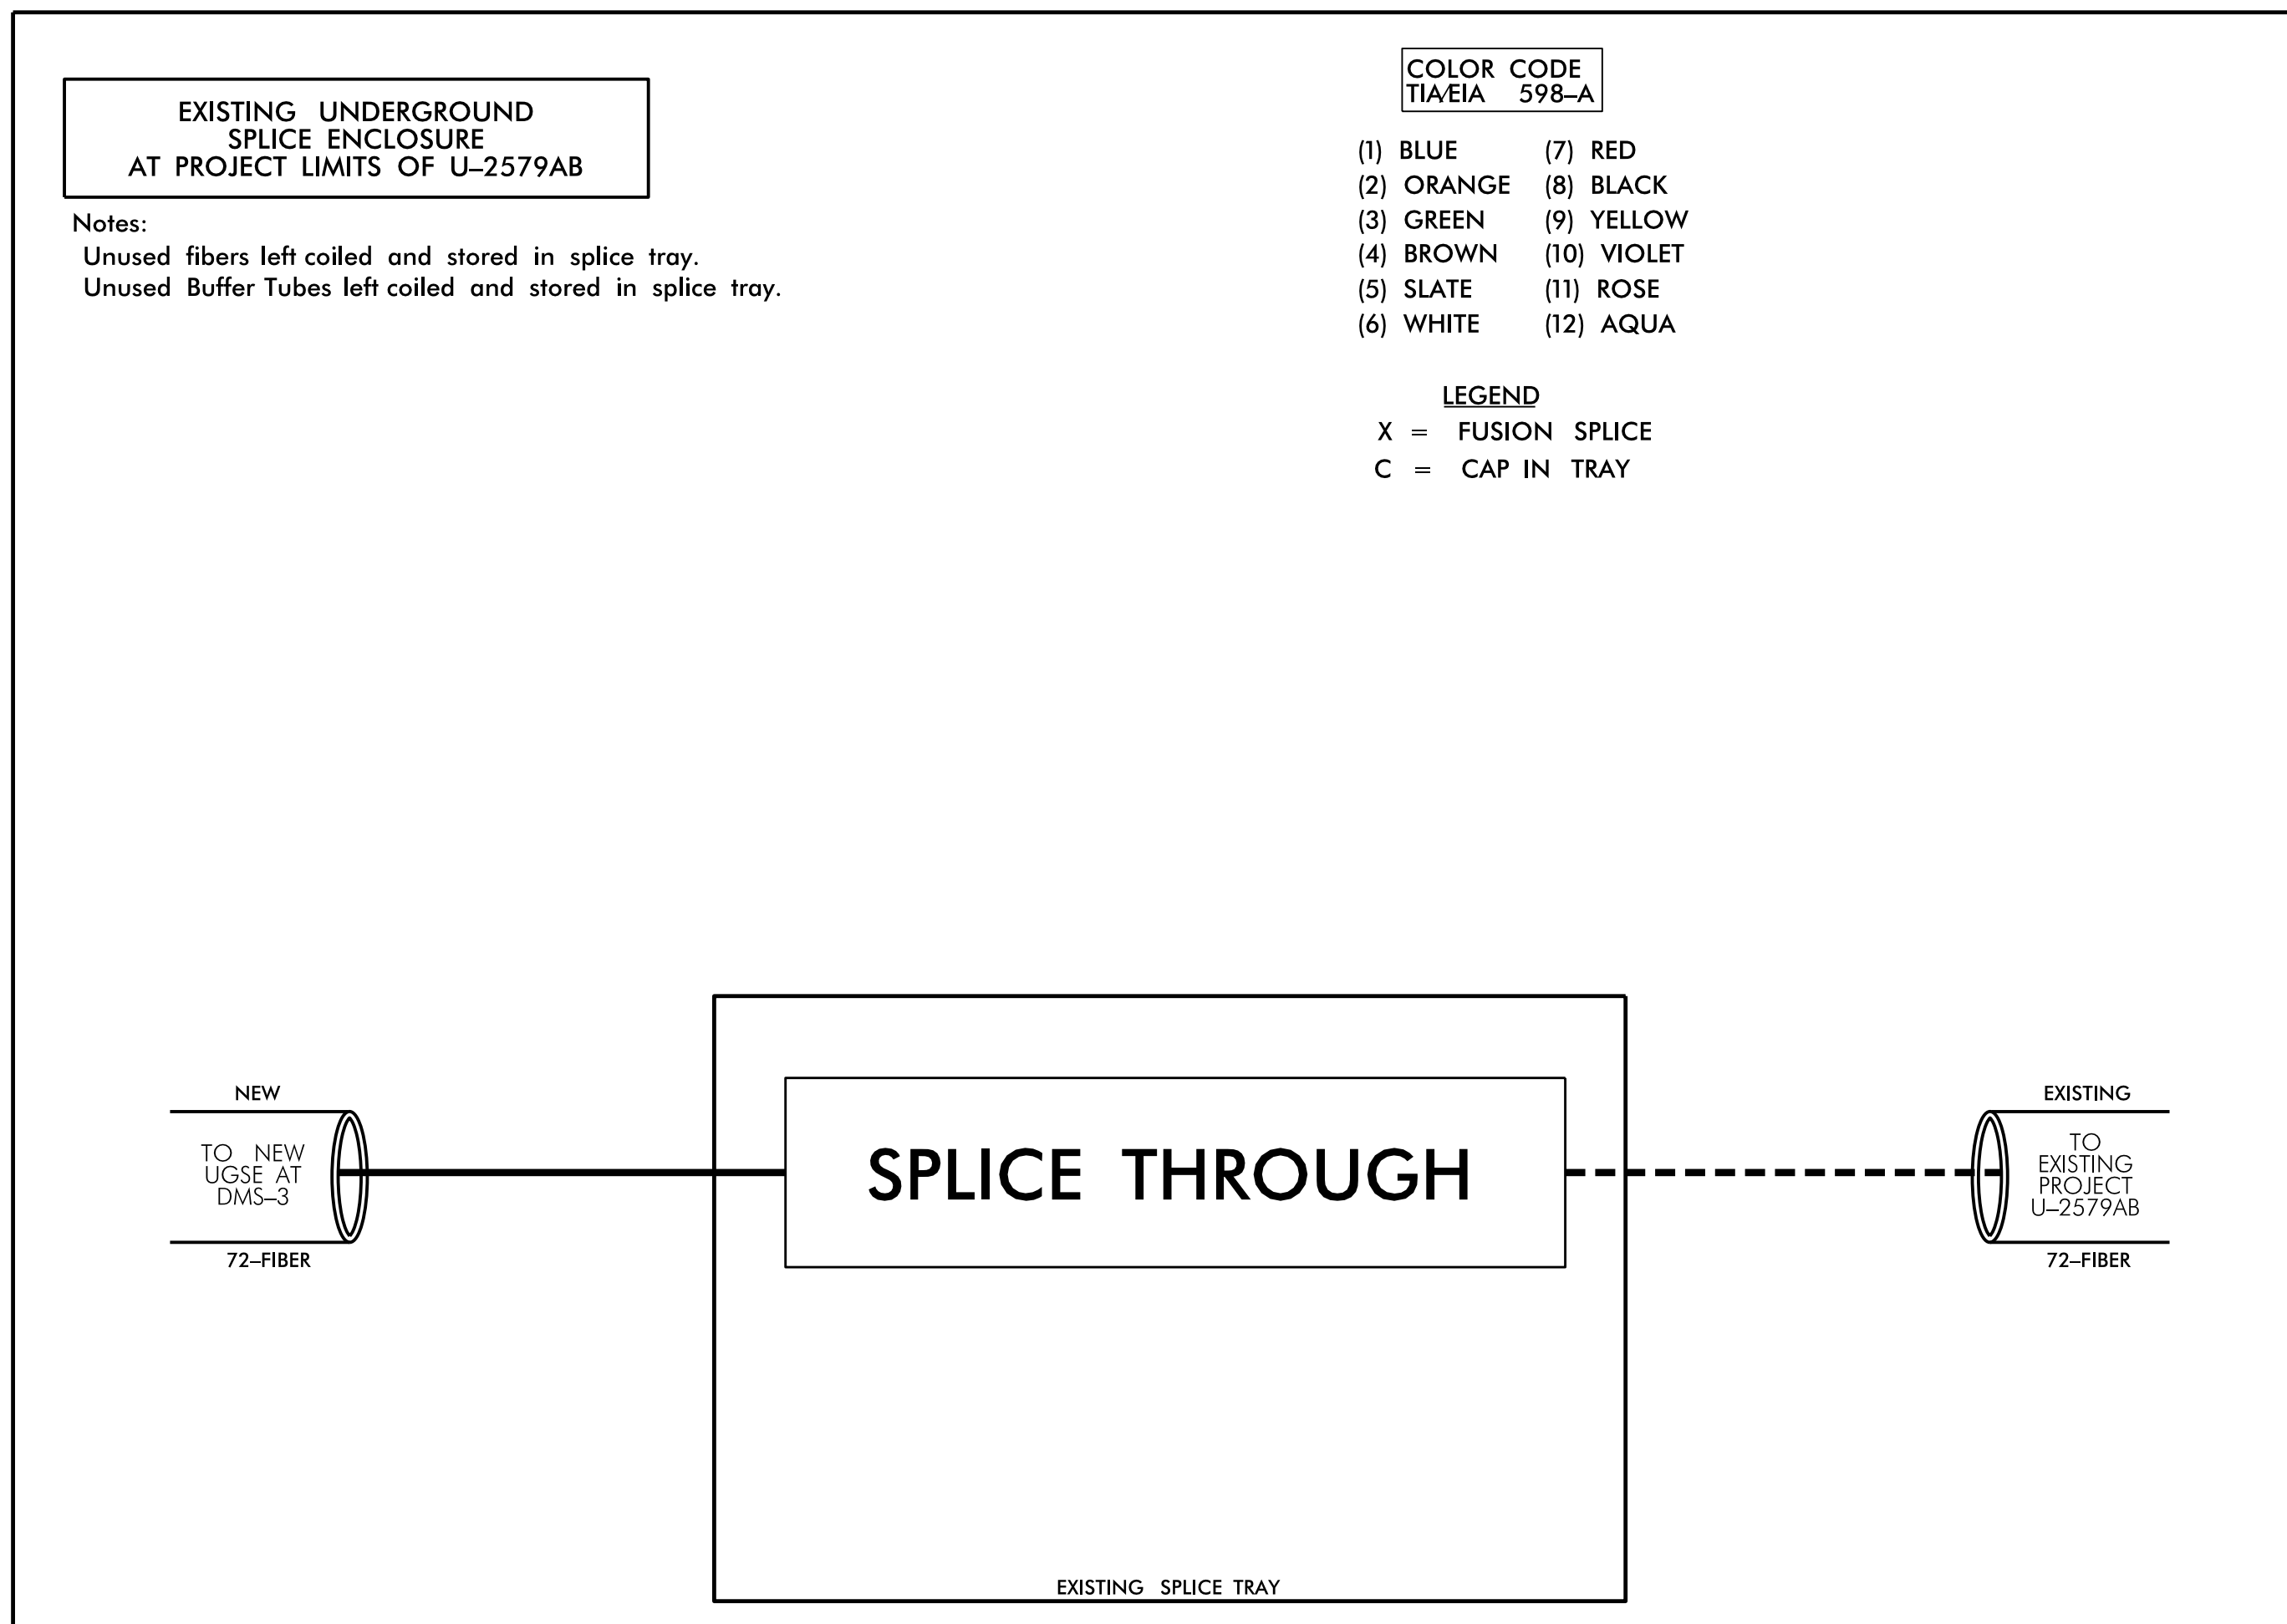 EXISTING UNDERGROUND
SPLICE ENCLOSURE
AT PROJECT LIMITS OF U–2579AB
Notes:
Unused fibers left coiled and stored in splice tray.
Unused Buffer Tubes left coiled and stored in splice tray.
COLOR CODE
TIA/EIA 598–A
(1) BLUE (7) RED
(2) ORANGE (8) BLACK
(3) GREEN (9) YELLOW
(4) BROWN (10) VIOLET
(5) SLATE (11) ROSE
(6) WHITE (12) AQUA
LEGEND
X = FUSION SPLICE
C = CAP IN TRAY
NEW
TO NEW
UGSE AT
DMS–3
72–FIBER
SPLICE THROUGH
EXISTING SPLICE TRAY
EXISTING
TO
EXISTING
PROJECT
U–2579AB
72–FIBER